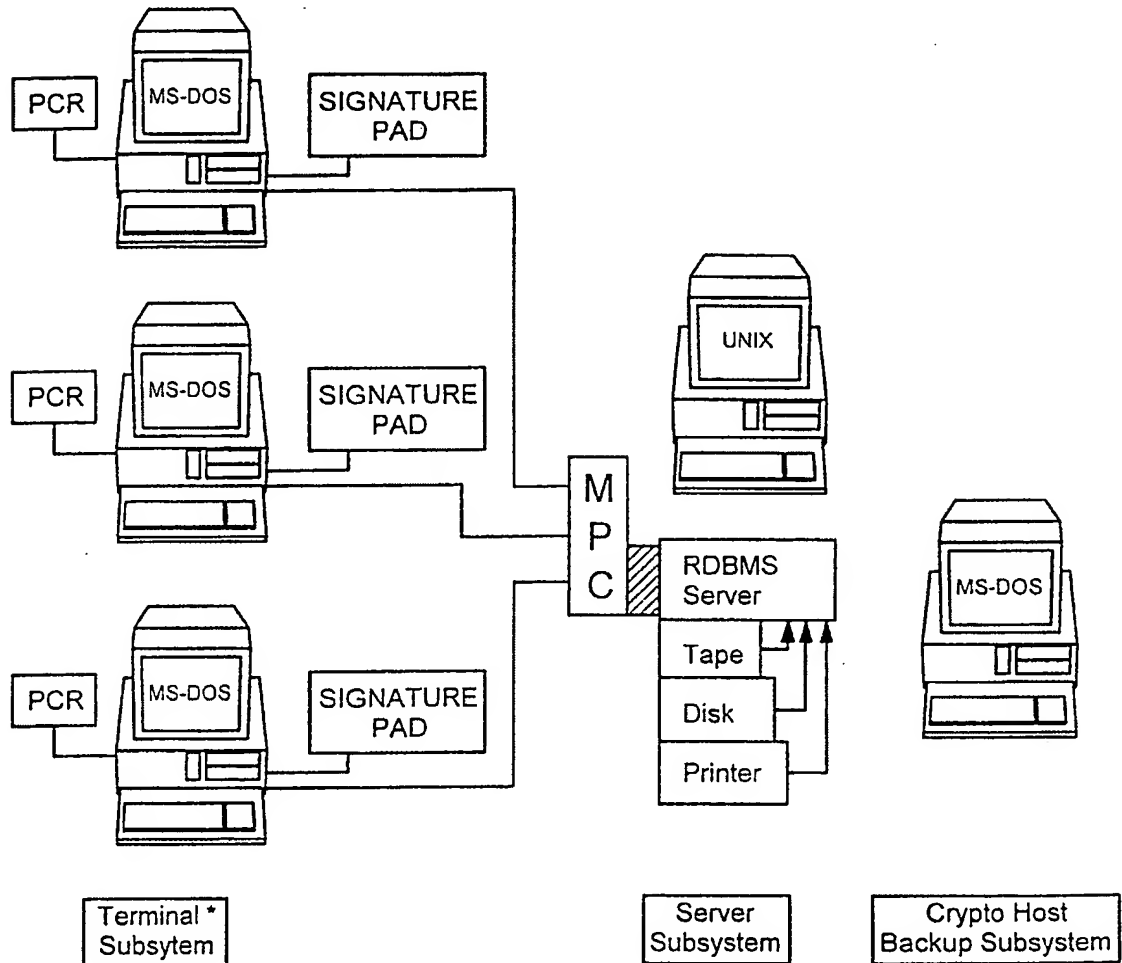 PCR
MS-DOS
SIGNATURE
PAD
PCR
MS-DOS
SIGNATURE
PAD
PCR
MS-DOS
SIGNATURE
PAD
M
P
C
UNIX
RDBMS
Server
Tape
Disk
Printer
MS-DOS
Terminal *
Subsytem
Server
Subsystem
Crypto Host
Backup Subsystem